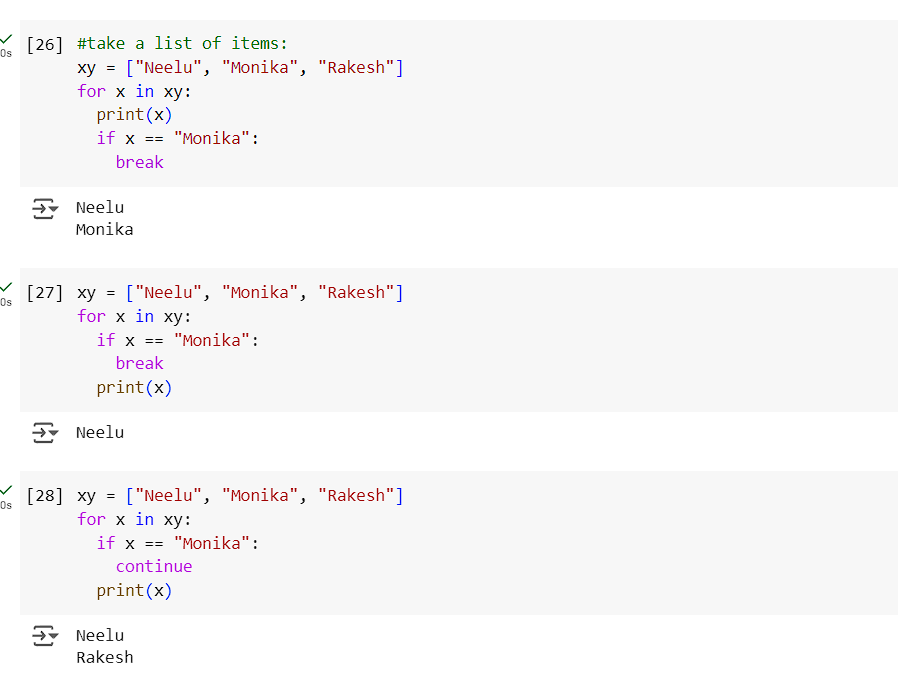 0s
[26] #take a list of items:
xy = ["Neelu", "Monika", "Rakesh"]
for x in xy:
  print(x)
  if x == "Monika":
    break
Neelu
Monika
0s
[27] xy = ["Neelu", "Monika", "Rakesh"]
for x in xy:
  if x == "Monika":
    break
  print(x)
Neelu
0s
[28] xy = ["Neelu", "Monika", "Rakesh"]
for x in xy:
  if x == "Monika":
    continue
  print(x)
Neelu
Rakesh